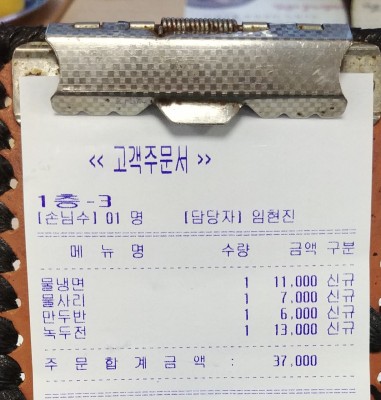 << 고객주문서 >>
1층-3
[손님수] 01 명 [담당자] 임현진
메 뉴 명 수량 금액 구분
물냉면 1 11,000 신규
물사리 1 7,000 신규
만두반 1 6,000 신규
녹두전 1 13,000 신규
주 문 합 계 금 액 : 37,000